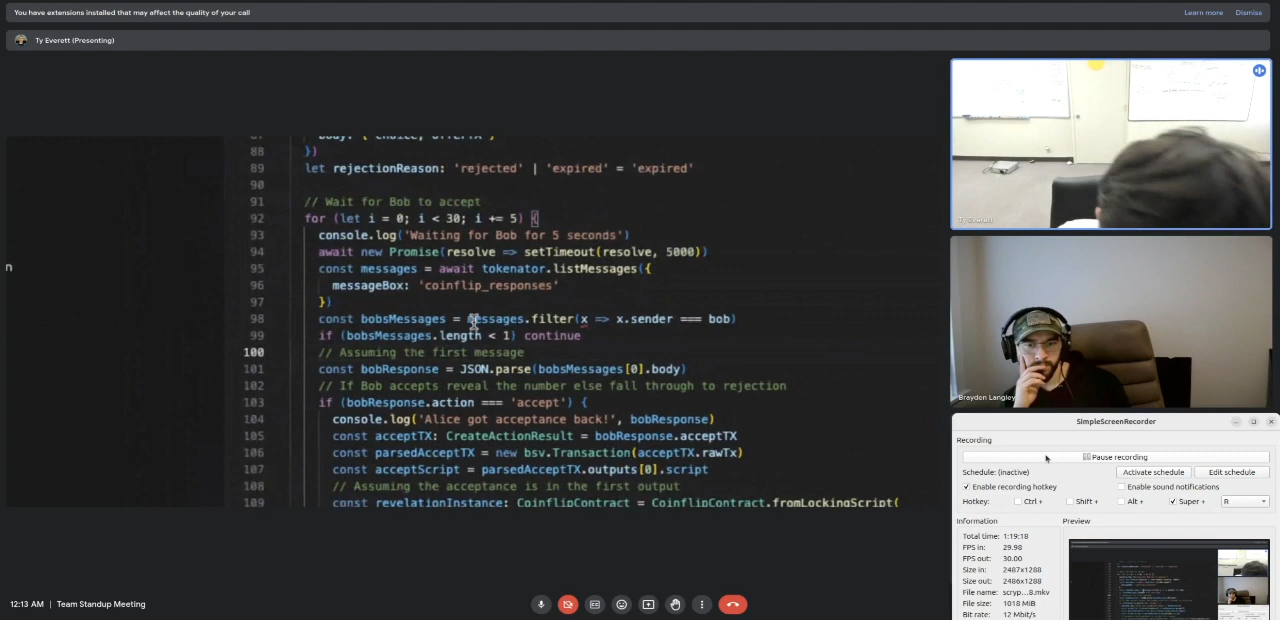 You have extensions installed that may affect the quality of your call
Learn more
Dismiss
Ty Everett (Presenting)
88 })
89 let rejectionReason: 'rejected' | 'expired' = 'expired'
90
91 // Wait for Bob to accept
92 for (let i = 0; i < 30; i += 5) {
93 console.log('Waiting for Bob for 5 seconds')
94 await new Promise(resolve => setTimeout(resolve, 5000))
95 const messages = await tokenator.listMessages({
96 messageBox: 'coinflip_responses'
97 })
98 const bobsMessages = messages.filter(x => x.sender === bob)
99 if (bobsMessages.length < 1) continue
100 // Assuming the first message
101 const bobResponse = JSON.parse(bobsMessages[0].body)
102 // If Bob accepts reveal the number else fall through to rejection
103 if (bobResponse.action === 'accept') {
104 console.log('Alice got acceptance back!', bobResponse)
105 const acceptTX: CreateActionResult = bobResponse.acceptTX
106 const parsedAcceptTX = new bsv.Transaction(acceptTX.rawTx)
107 const acceptScript = parsedAcceptTX.outputs[0].script
108 // Assuming the acceptance is in the first output
109 const revelationInstance: CoinflipContract = CoinflipContract.fromLockingScript(
n
Ty Everett
Brayden Langley
SimpleScreenRecorder
Recording
Pause recording
Schedule: (inactive)
Activate schedule
Edit schedule
Enable recording hotkey
Enable sound notifications
Hotkey:
Ctrl +
Shift +
Alt +
Super +
R
Information
Preview
Total time: 1:19:18
FPS in: 29.98
FPS out: 30.00
Size in: 2487x1288
Size out: 2486x1288
File name: scryp...8.mkv
File size: 1018 MiB
Bit rate: 12 Mbit/s
12:13 AM | Team Standup Meeting